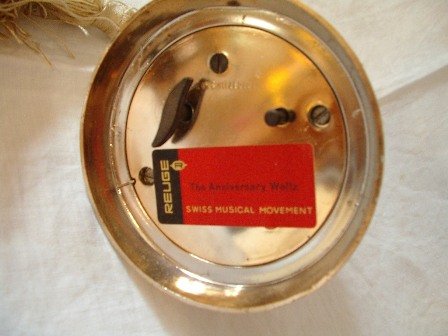 REUGE
The Anniversary Waltz
SWISS MUSICAL MOVEMENT